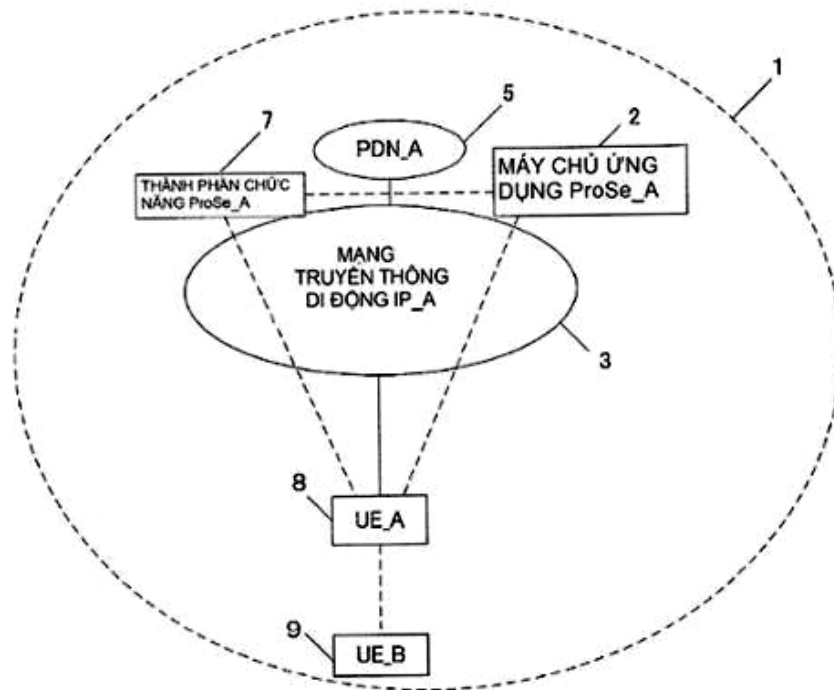 1
5
2
7
PDN_A
MÁY CHỦ ỨNG
DỤNG ProSe_A
THÀNH PHẦN CHỨC
NĂNG ProSe_A
MẠNG
TRUYỀN THÔNG
DI ĐỘNG IP_A
3
8
UE_A
9
UE_B